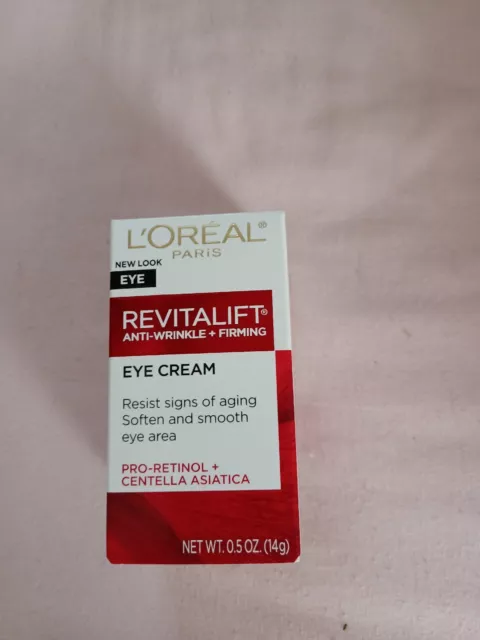 L'ORÉAL®
PARIS
NEW LOOK
EYE
REVITALIFT®
ANTI-WRINKLE + FIRMING
EYE CREAM
Resist signs of aging
Soften and smooth
eye area
PRO-RETINOL +
CENTELLA ASIATICA
NET WT. 0.5 OZ. (14g)